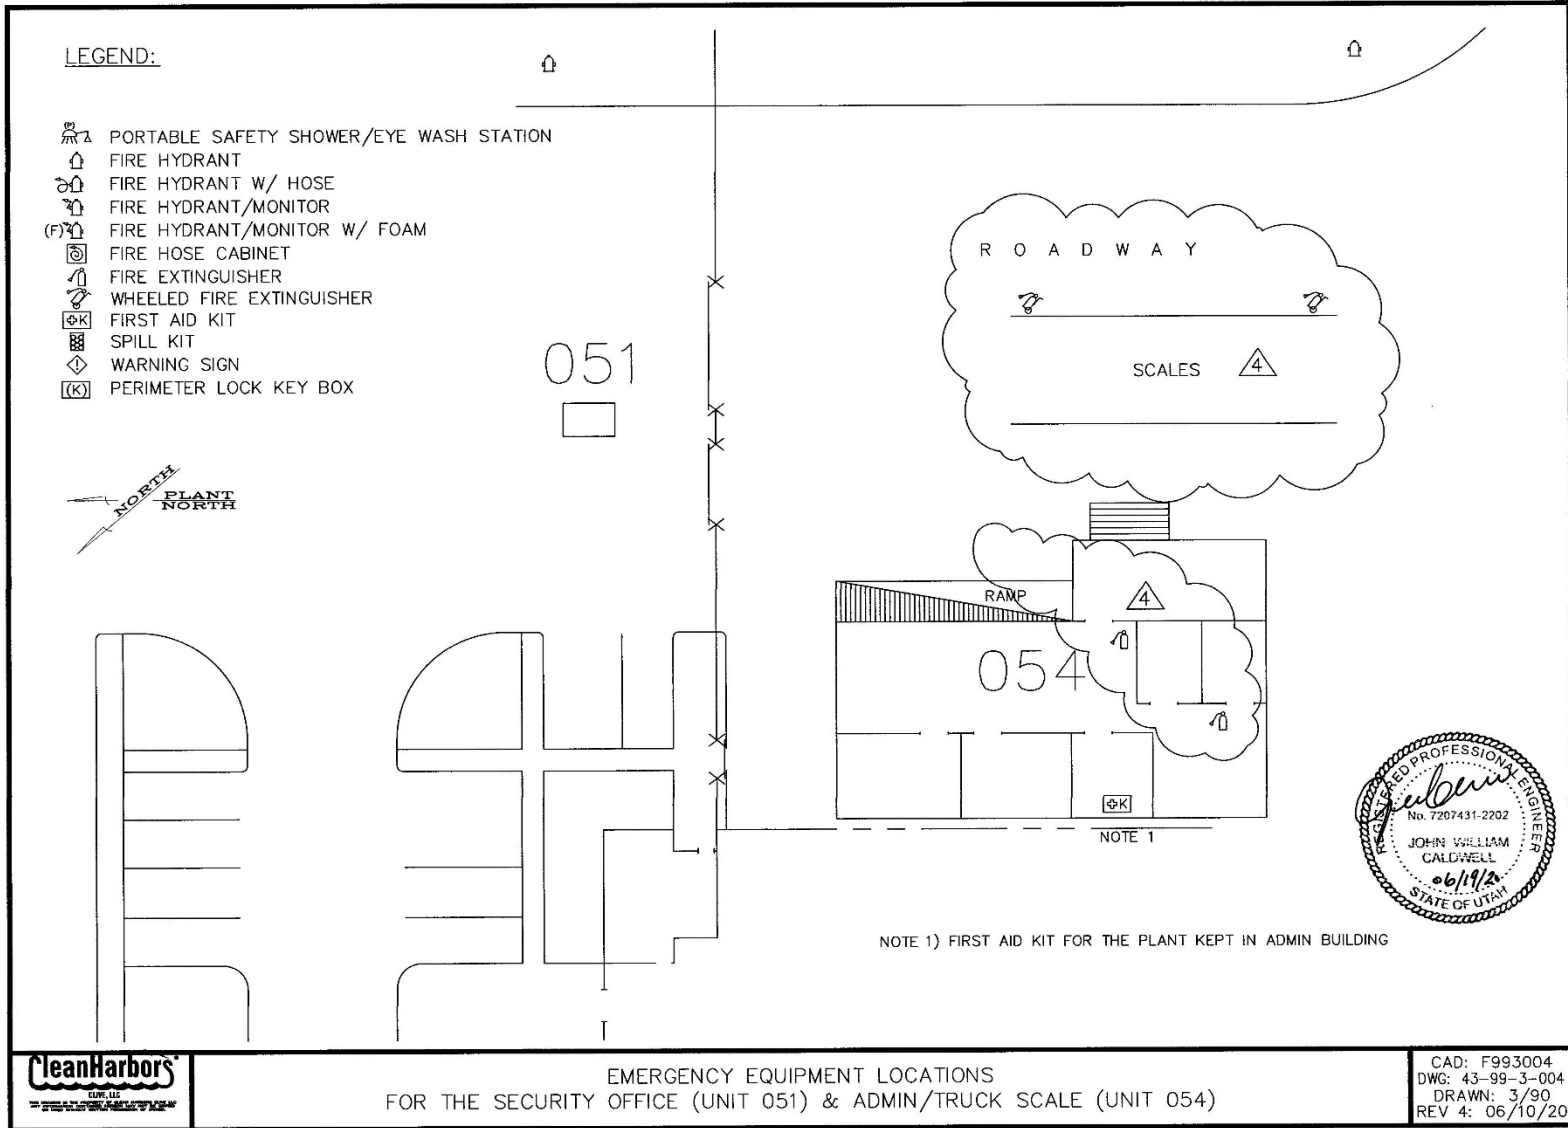 LEGEND:
(P)
PORTABLE SAFETY SHOWER/EYE WASH STATION
FIRE HYDRANT
FIRE HYDRANT W/ HOSE
FIRE HYDRANT/MONITOR
(F) FIRE HYDRANT/MONITOR W/ FOAM
FIRE HOSE CABINET
FIRE EXTINGUISHER
WHEELED FIRE EXTINGUISHER
K FIRST AID KIT
SPILL KIT
! WARNING SIGN
(K) PERIMETER LOCK KEY BOX
NORTH
PLANT
NORTH
051
ROADWAY
SCALES 4
RAMP
4
054
K
NOTE 1
NOTE 1) FIRST AID KIT FOR THE PLANT KEPT IN ADMIN BUILDING
REGISTERED PROFESSIONAL ENGINEER
No. 7207431-2202
JOHN WILLIAM
CALDWELL
06/19/20
STATE OF UTAH
CleanHarbors
CLIVE, LLC
EMERGENCY EQUIPMENT LOCATIONS
FOR THE SECURITY OFFICE (UNIT 051) & ADMIN/TRUCK SCALE (UNIT 054)
CAD: F993004
DWG: 43-99-3-004
DRAWN: 3/90
REV 4: 06/10/20